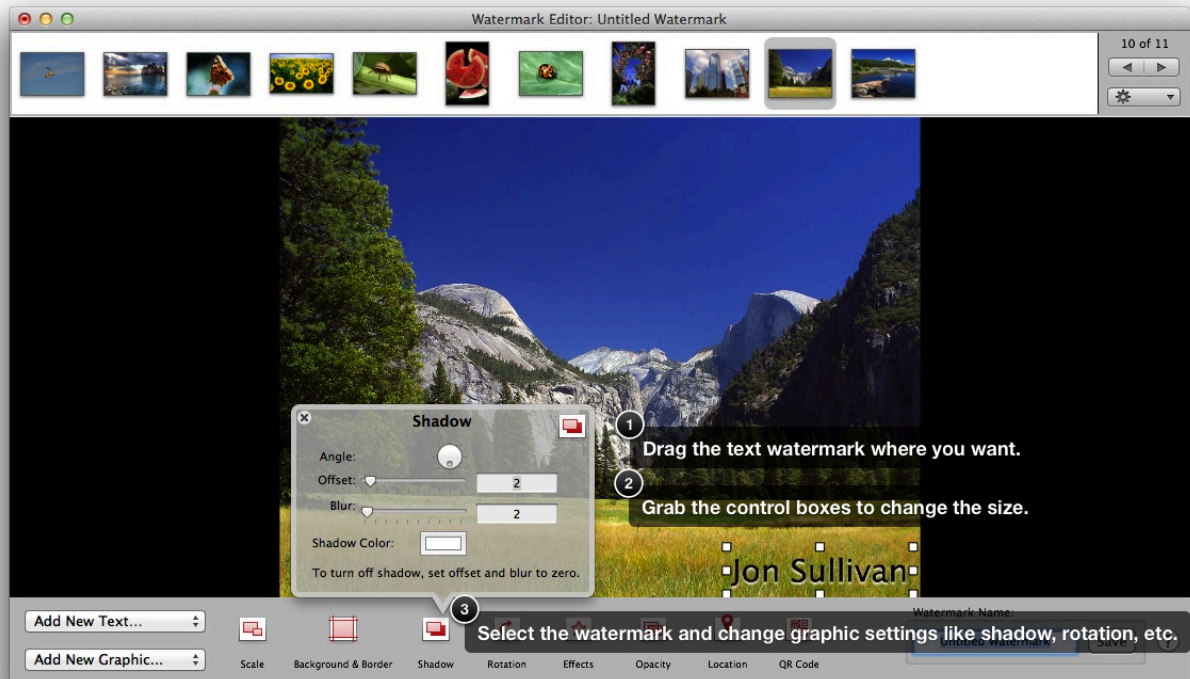 Watermark Editor: Untitled Watermark
10 of 11
Shadow
Angle:
Offset: 2
Blur: 2
Shadow Color:
To turn off shadow, set offset and blur to zero.
1
Drag the text watermark where you want.
2
Grab the control boxes to change the size.
Jon Sullivan
3
Select the watermark and change graphic settings like shadow, rotation, etc.
Add New Text...
Add New Graphic...
Scale
Background & Border
Shadow
Rotation
Effects
Opacity
Location
QR Code
Watermark Name:
Untitled Watermark
Save
?